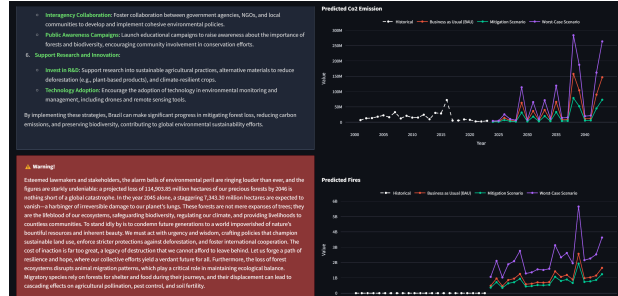 Interagency Collaboration: Foster collaboration between government agencies, NGOs, and local
communities to develop and implement cohesive environmental policies.
Public Awareness Campaigns: Launch educational campaigns to raise awareness about the importance of
forests and biodiversity, encouraging community involvement in conservation efforts.
Support Research and Innovation:
Invest in R&D: Support research into sustainable agricultural practices, alternative materials to reduce
deforestation (e.g., plant-based products), and climate-resilient crops.
Technology Adoption: Encourage the adoption of technology in environmental monitoring and
management, including drones and remote sensing tools.
By implementing these strategies, Brazil can make significant progress in mitigating forest loss, reducing carbon
emissions, and preserving biodiversity, contributing to global environmental sustainability efforts.
Warning!
Esteemed lawmakers and stakeholders, the alarm bells of environmental peril are ringing louder than ever, and the
figures are starkly undeniable: a projected loss of 114,903.85 million hectares of our precious forests by 2046 is
nothing short of a global catastrophe. In the year 2045 alone, a staggering 7,343.30 million hectares are expected to
vanish—a harbinger of irreversible damage to our planet's lungs. These forests are not mere expanses of trees; they
are the lifeblood of our ecosystems, safeguarding biodiversity, regulating our climate, and providing livelihoods to
countless communities. To stand idly by is to condemn future generations to a world impoverished of nature's
bountiful resources and inherent beauty. We must act with urgency and wisdom, crafting policies that champion
sustainable land use, enforce stricter protections against deforestation, and foster international cooperation. The
cost of inaction is far too great, a legacy of destruction that we cannot afford to leave behind. Let us forge a path of
resilience and hope, where our collective efforts yield a verdant future for all. Furthermore, the loss of forest
ecosystems disrupts animal migration patterns, which play a critical role in maintaining ecological balance.
Migratory species rely on forests for shelter and food during their journeys, and their displacement can lead to
cascading effects on agricultural pollination, pest control, and soil fertility.
Predicted Co2 Emission
Historical Business as Usual (BAU) Mitigation Scenario Worst-Case Scenario
300M
250M
200M
150M
100M
50M
0
Value
2000 2010 2020 2030 2040
Year
Predicted Fires
Historical Business as Usual (BAU) Mitigation Scenario Worst-Case Scenario
6B
5B
4B
3B
2B
1B
0
Value